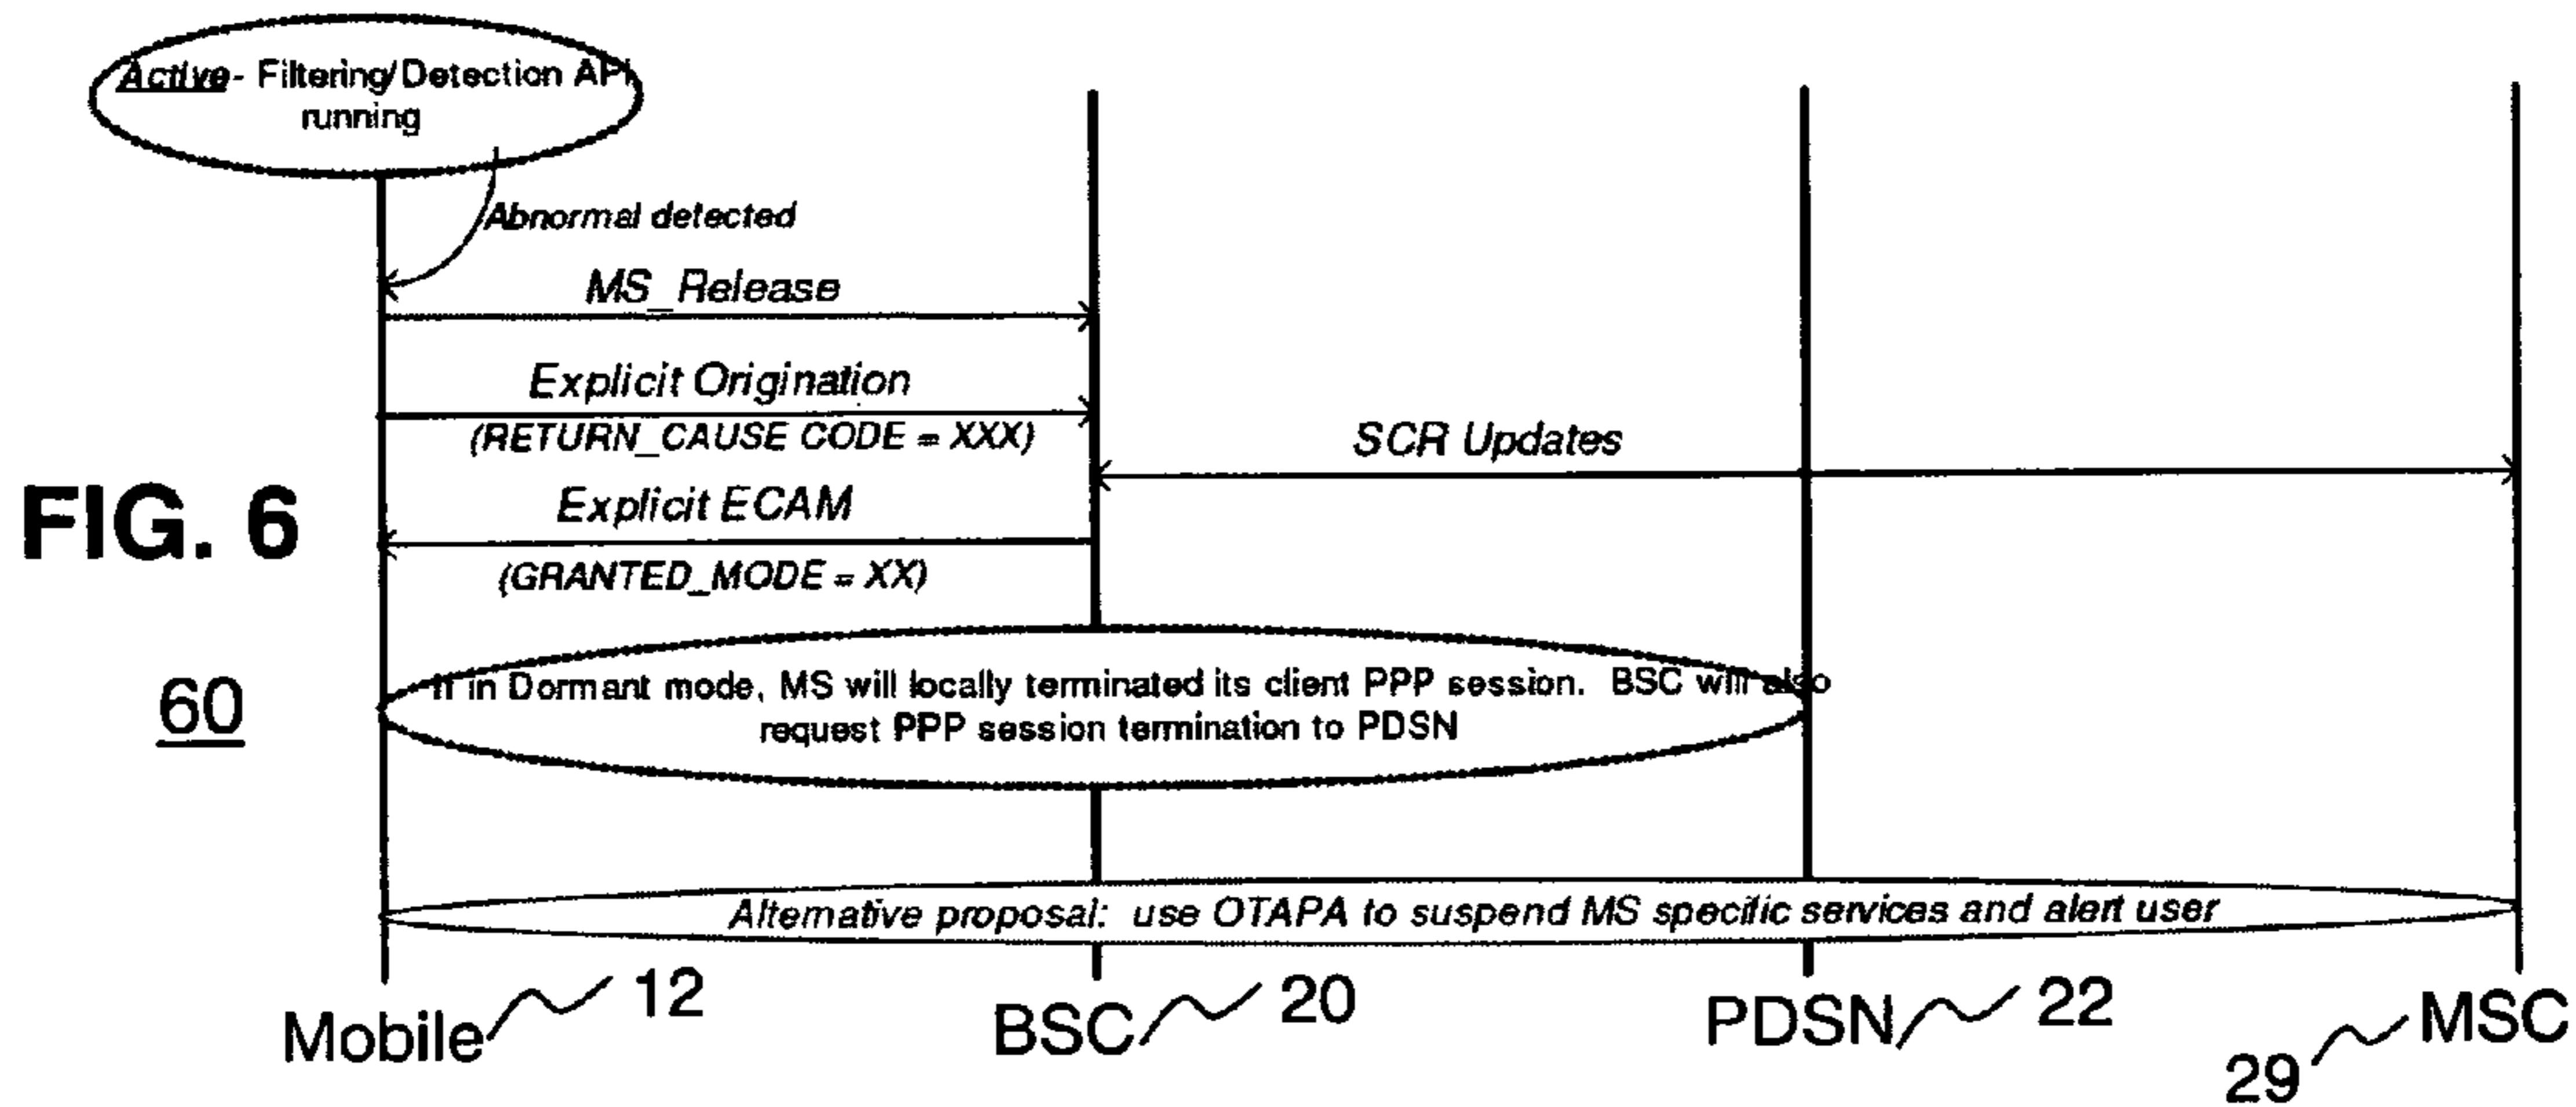 Active - Filtering/Detection API
running
Abnormal detected
MS_Release
Explicit Origination
(RETURN_CAUSE CODE = XXX)
SCR Updates
FIG. 6
Explicit ECAM
(GRANTED_MODE = XX)
60
If in Dormant mode, MS will locally terminated its client PPP session. BSC will also
request PPP session termination to PDSN
Alternative proposal: use OTAPA to suspend MS specific services and alert user
Mobile 12
BSC 20
PDSN 22
29 MSC